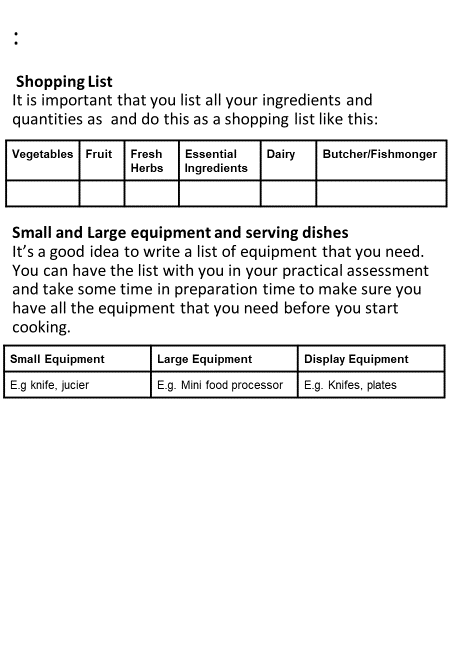 :
Shopping List
It is important that you list all your ingredients and
quantities as  and do this as a shopping list like this:
Vegetables Fruit Fresh Herbs Essential Ingredients Dairy Butcher/Fishmonger
Small and Large equipment and serving dishes
It's a good idea to write a list of equipment that you need.
You can have the list with you in your practical assessment
and take some time in preparation time to make sure you
have all the equipment that you need before you start
cooking.
Small Equipment Large Equipment Display Equipment
E.g knife, jucier E.g. Mini food processor E.g. Knifes, plates